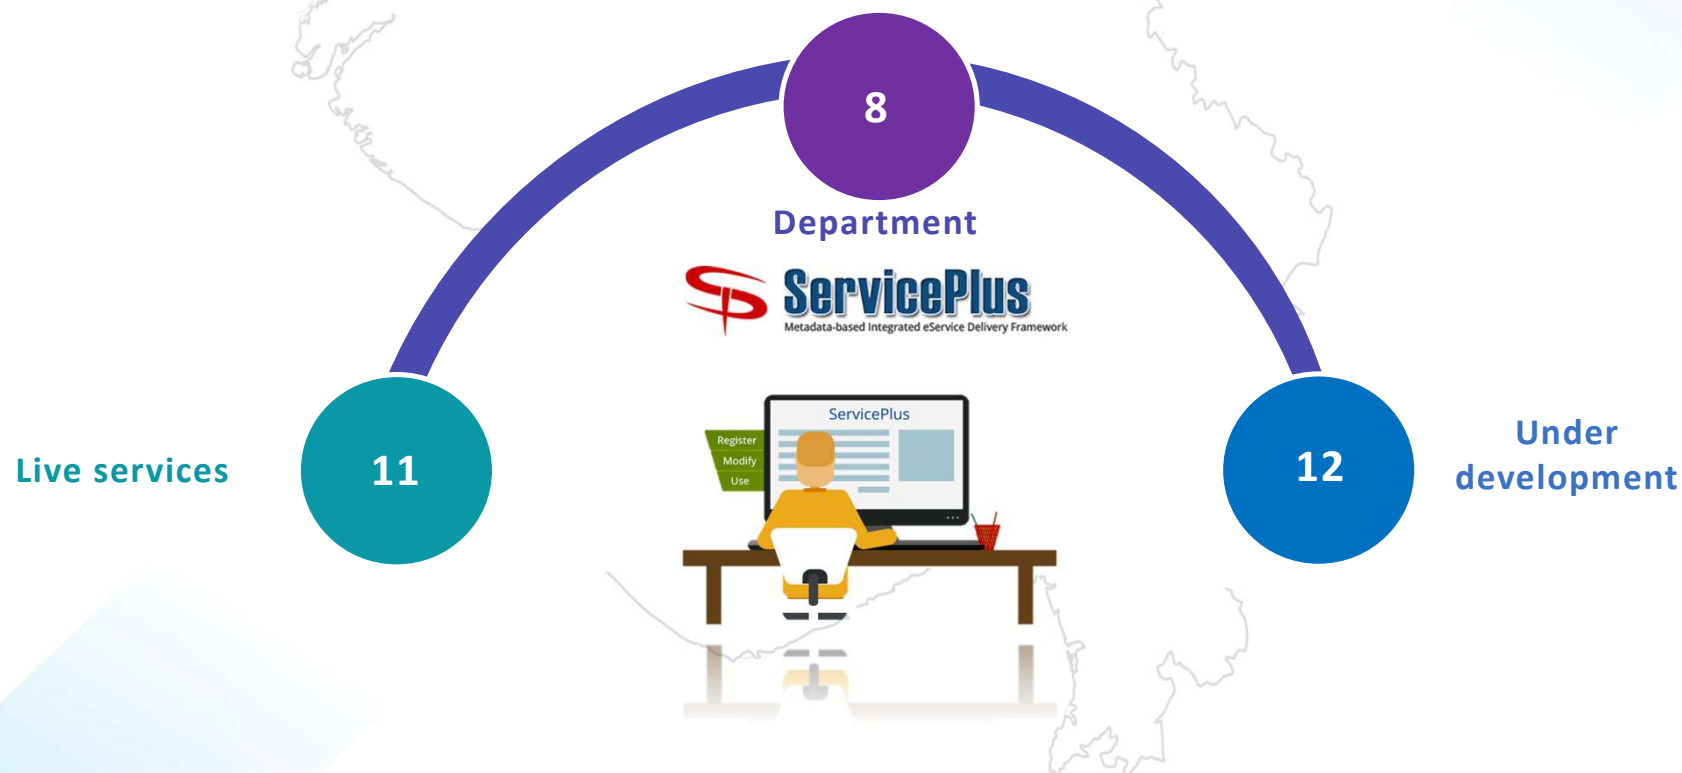 8
Department
ServicePlus
Metadata-based Integrated eService Delivery Framework
ServicePlus
Register
Modify
Use
Live services
11
12
Under
development